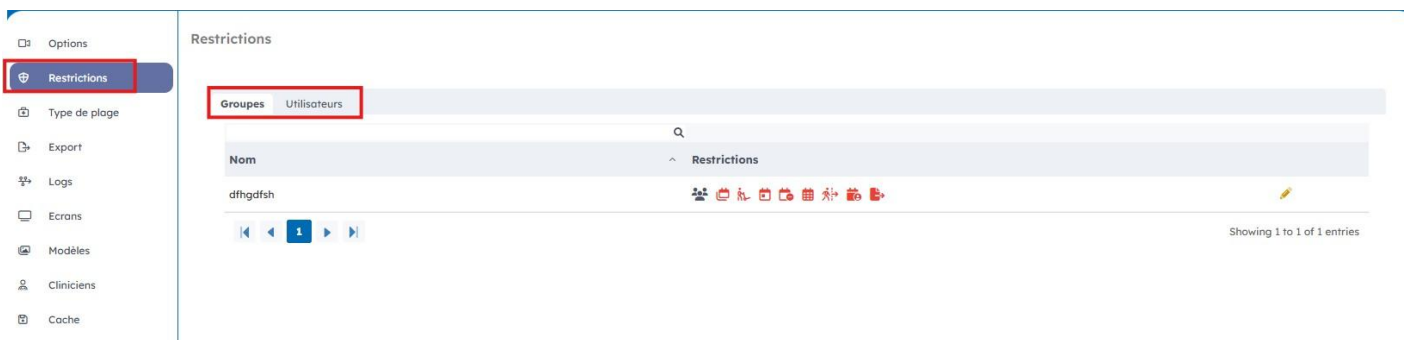 Restrictions
Options
Restrictions
Type de plage
Export
Logs
Ecrans
Modèles
Cliniciens
Cache
Groupes Utilisateurs
Nom Restrictions
dfhgdfsh
1
Showing 1 to 1 of 1 entries